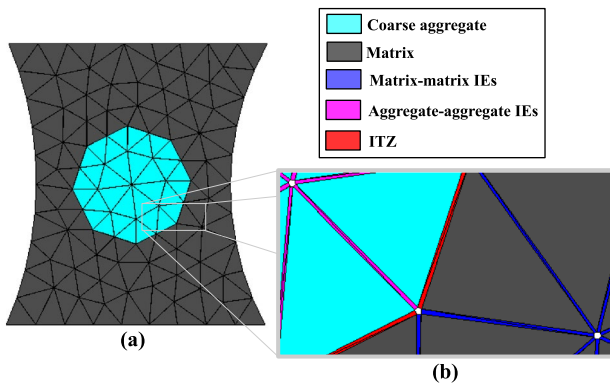 Coarse aggregate
Matrix
Matrix-matrix IEs
Aggregate-aggregate IEs
ITZ
(a)
(b)